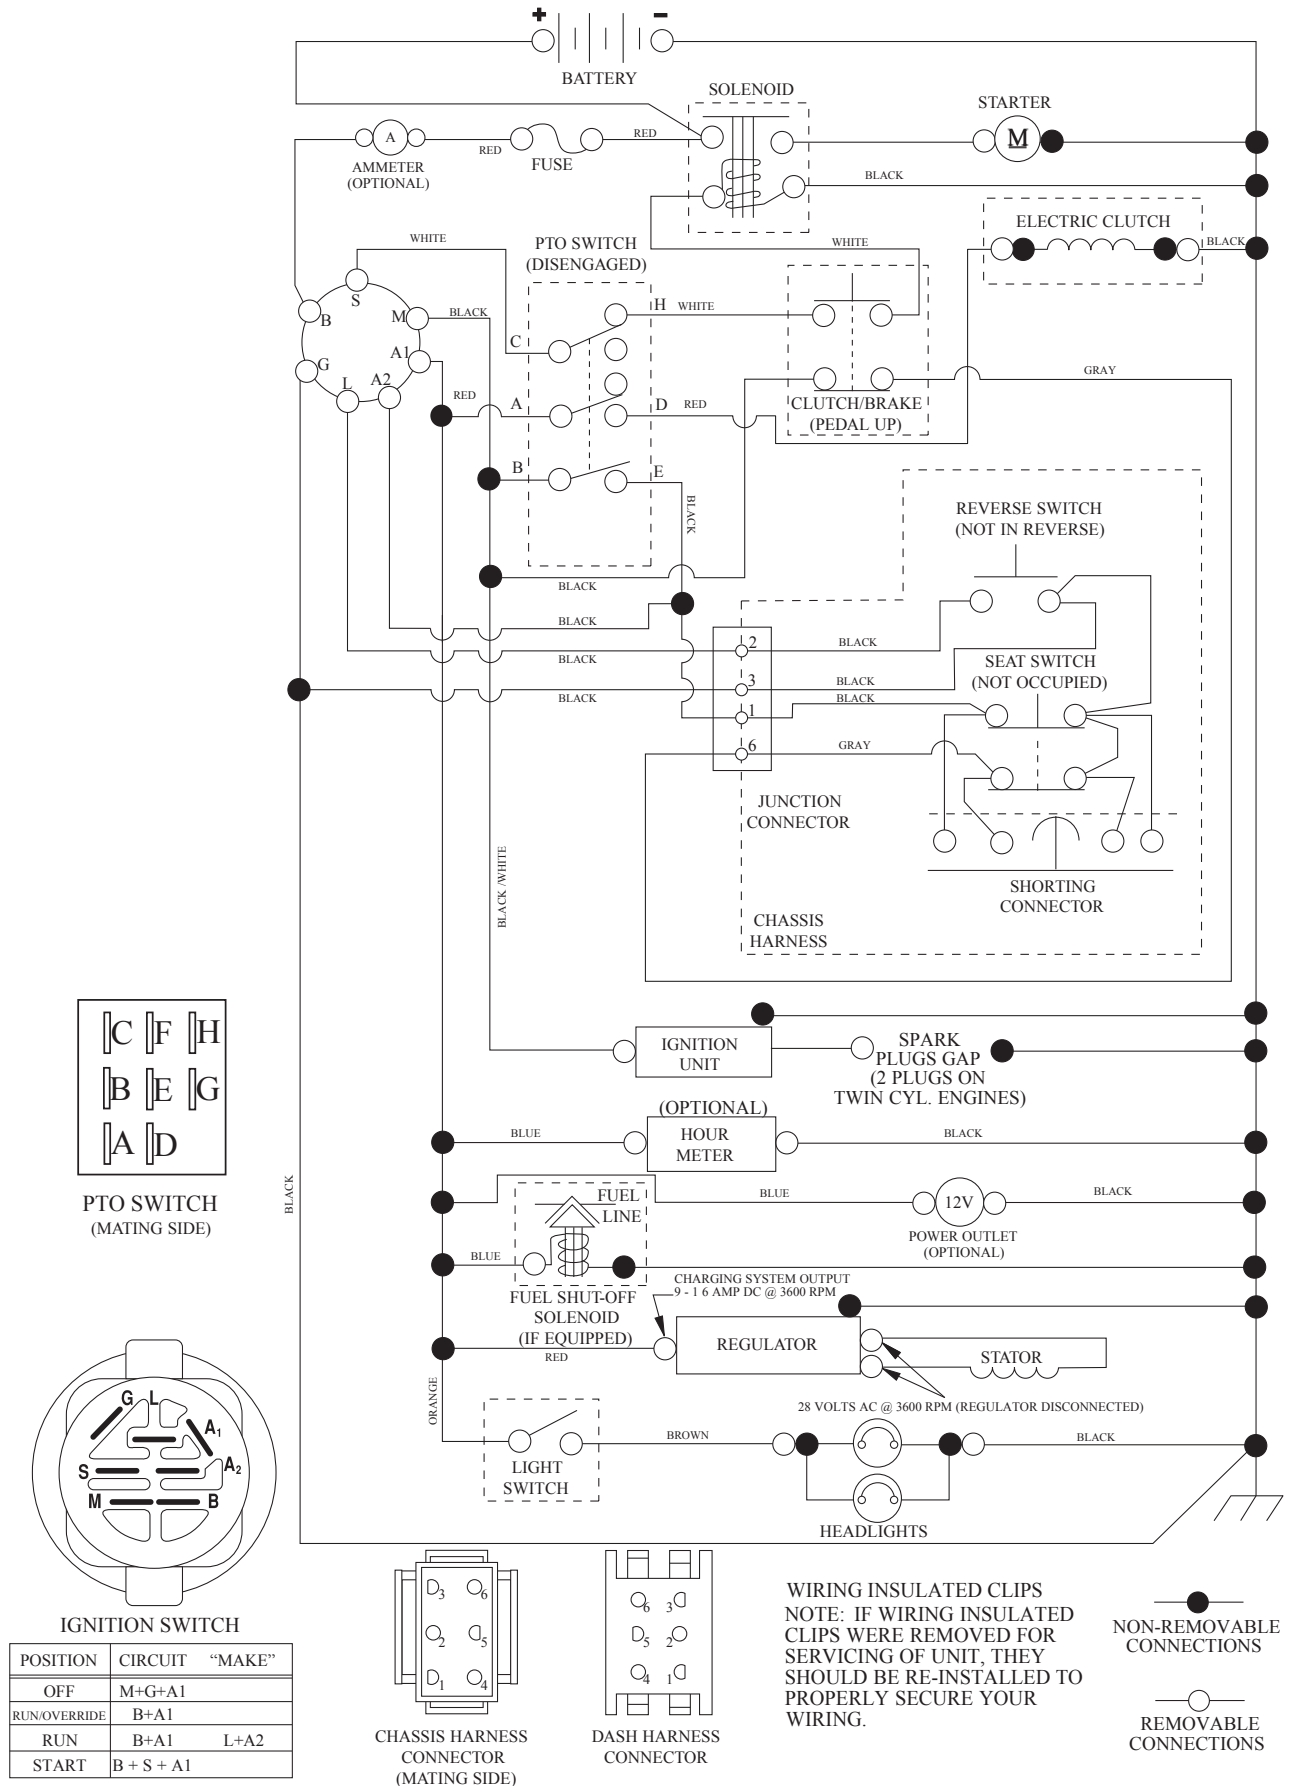 + −
BATTERY
SOLENOID
STARTER
A
RED
FUSE
RED
M
AMMETER
(OPTIONAL)
BLACK
ELECTRIC CLUTCH
BLACK
WHITE
PTO SWITCH
(DISENGAGED)
WHITE
S
B
M
BLACK
H
WHITE
G
A1
C
L
A2
RED
A
D
RED
CLUTCH/BRAKE
(PEDAL UP)
GRAY
B
E
BLACK
REVERSE SWITCH
(NOT IN REVERSE)
BLACK
BLACK
BLACK
2
BLACK
SEAT SWITCH
(NOT OCCUPIED)
BLACK
3
BLACK
BLACK
1
6
GRAY
JUNCTION
CONNECTOR
BLACK /WHITE
SHORTING
CONNECTOR
CHASSIS
HARNESS
C F H
B E G
A D
PTO SWITCH
(MATING SIDE)
BLACK
IGNITION
UNIT
SPARK
PLUGS GAP
(2 PLUGS ON
TWIN CYL. ENGINES)
(OPTIONAL)
HOUR
METER
BLUE
BLACK
BLUE
12V
BLACK
POWER OUTLET
(OPTIONAL)
FUEL
LINE
BLUE
FUEL SHUT-OFF
SOLENOID
(IF EQUIPPED)
CHARGING SYSTEM OUTPUT
9 - 1 6 AMP DC @ 3600 RPM
RED
REGULATOR
STATOR
28 VOLTS AC @ 3600 RPM (REGULATOR DISCONNECTED)
ORANGE
LIGHT
SWITCH
BROWN
BLACK
HEADLIGHTS
G L
A1
S
A2
M
B
IGNITION SWITCH
POSITION CIRCUIT “MAKE”
OFF M+G+A1
RUN/OVERRIDE B+A1
RUN B+A1 L+A2
START B + S + A1
3 6
2 5
1 4
CHASSIS HARNESS
CONNECTOR
(MATING SIDE)
6 3
5 2
4 1
DASH HARNESS
CONNECTOR
WIRING INSULATED CLIPS
NOTE: IF WIRING INSULATED
CLIPS WERE REMOVED FOR
SERVICING OF UNIT, THEY
SHOULD BE RE-INSTALLED TO
PROPERLY SECURE YOUR
WIRING.
NON-REMOVABLE
CONNECTIONS
REMOVABLE
CONNECTIONS